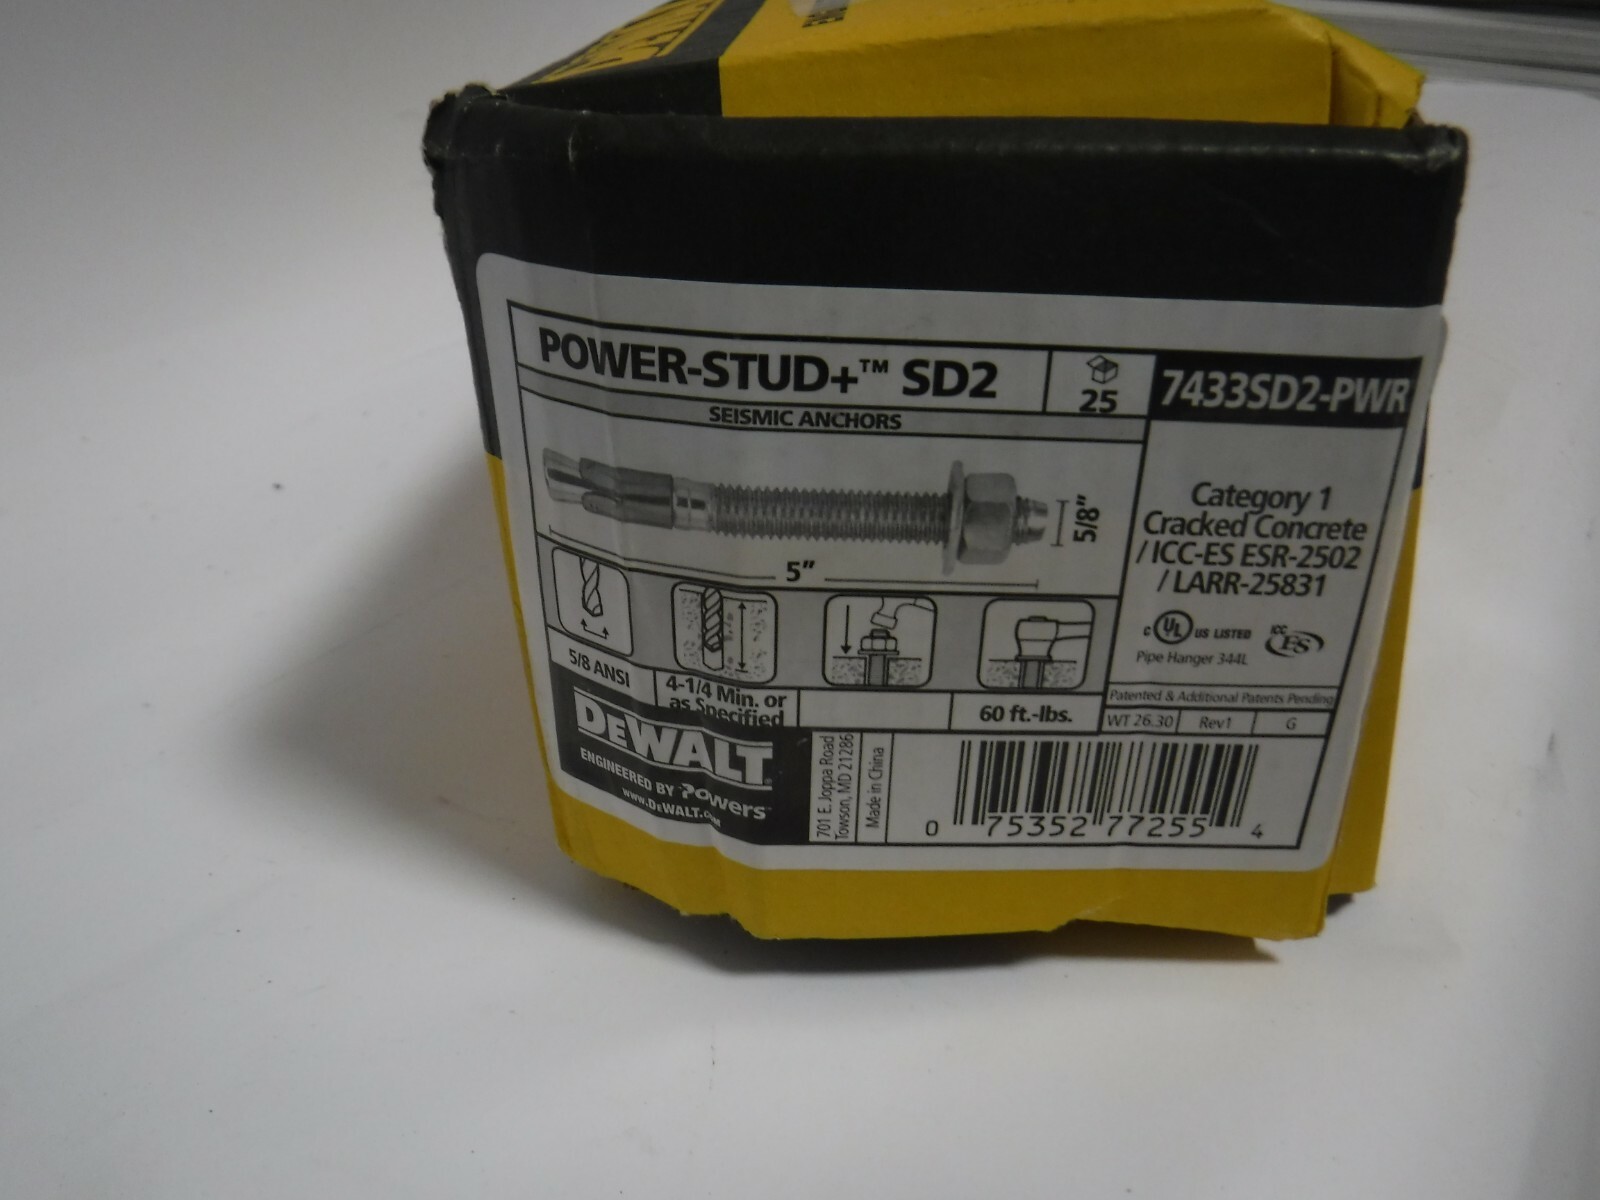 POWER-STUD+™ SD2
25
7433SD2-PWR
SEISMIC ANCHORS
5/8"
5"
Category 1
Cracked Concrete
/ ICC-ES ESR-2502
/ LARR-25831
C UL US LISTED
ICC ES
Pipe Hanger 344L
5/8 ANSI
4-1/4 Min. or
as Specified
60 ft.-lbs.
Patented & Additional Patents Pending
WT 26.30 Rev1 G
DEWALT
ENGINEERED BY Powers
www.DEWALT.com
701 E. Joppa Road
Towson, MD 21286
Made in China
0 75352 77255 4